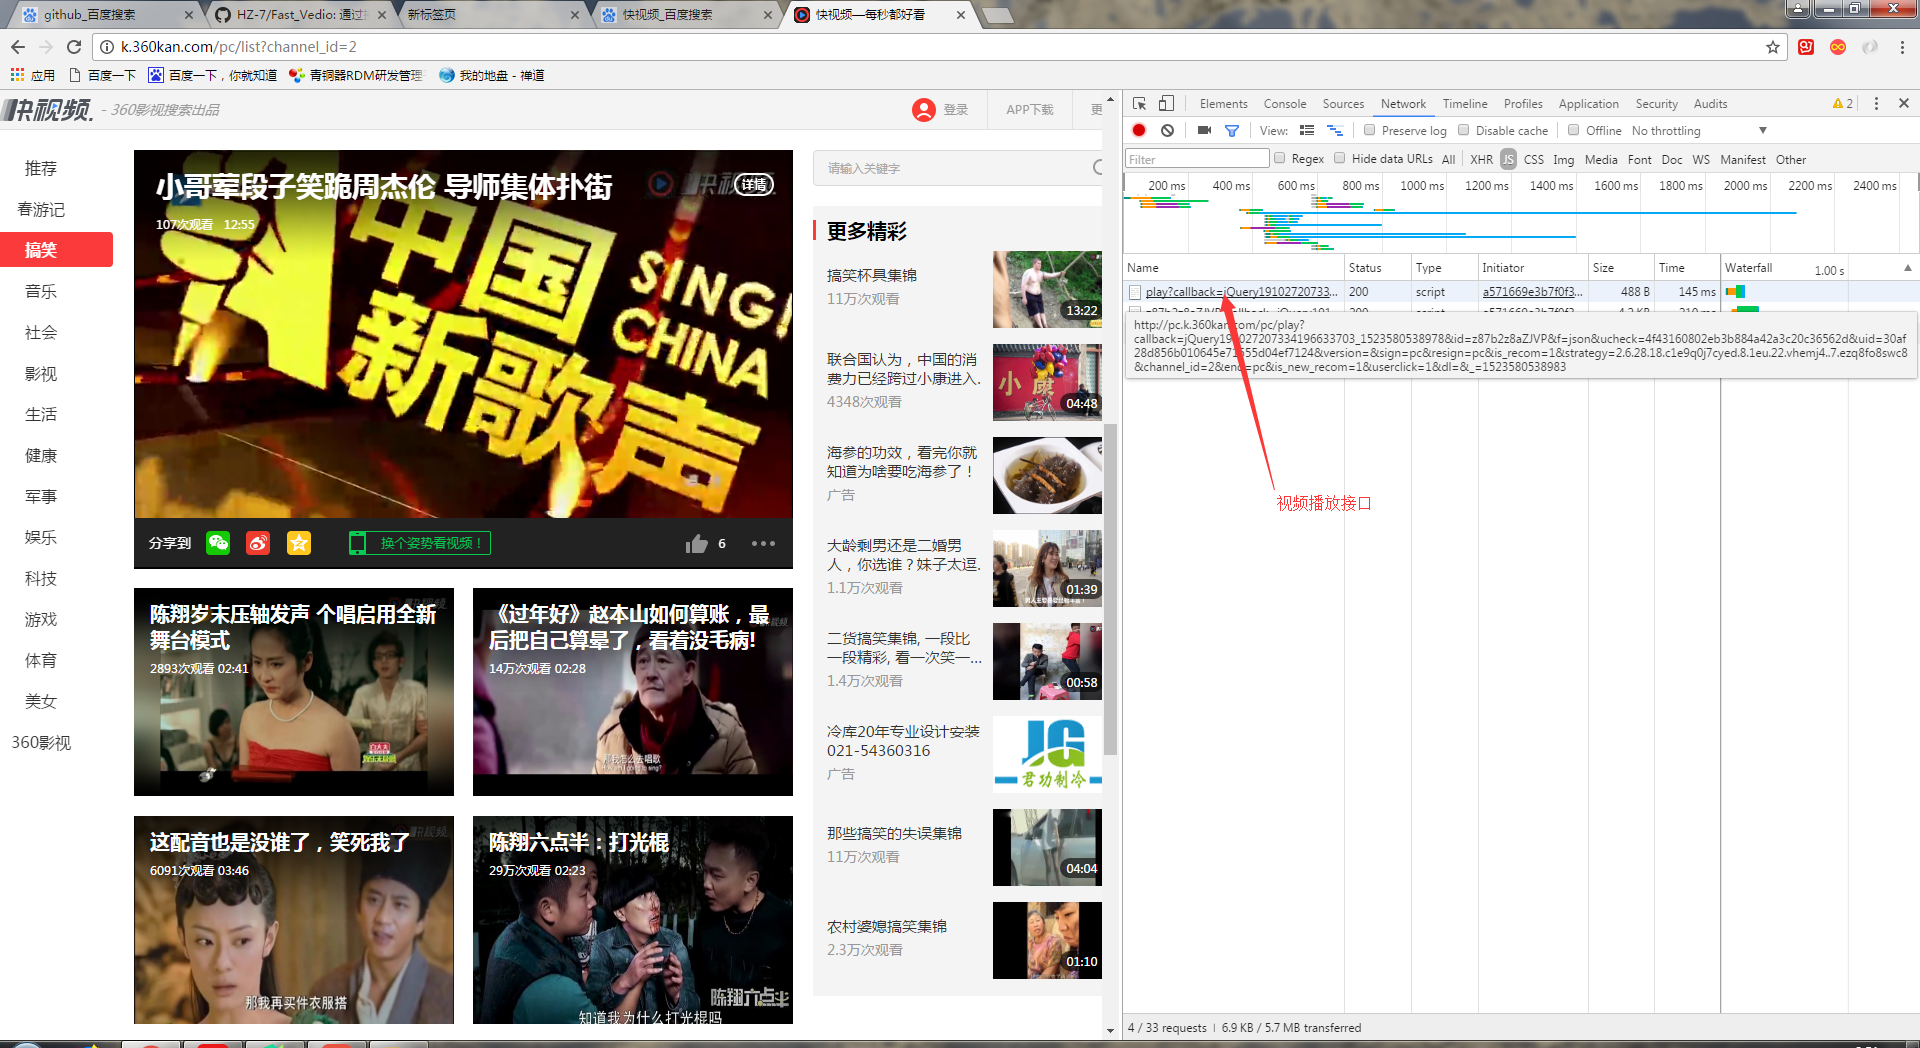 github_百度搜索
HZ-7/Fast_Vedio: 通过
新标签页
快视频_百度搜索
快视频—每秒都好看
k.360kan.com/pc/list?channel_id=2
应用
百度一下
百度一下，你就知道
青铜器RDM研发管理
我的地盘 - 禅道
快视频.
- 360影视搜索出品
登录
APP下载
更
推荐
春游记
搞笑
音乐
社会
影视
生活
健康
军事
娱乐
科技
游戏
体育
美女
360影视
小哥荤段子笑跪周杰伦 导师集体扑街
详情
107次观看 12:55
快视频
中国
新歌声
SING!
CHINA
分享到
换个姿势看视频！
6
陈翔岁末压轴发声 个唱启用全新
舞台模式
2893次观看 02:41
《过年好》赵本山如何算账，最
后把自己算晕了，看着没毛病!
14万次观看 02:28
那我怎么去唱歌
这配音也是没谁了，笑死我了
6091次观看 03:46
那我再买件衣服搭
陈翔六点半：打光棍
29万次观看 02:23
陈翔六点半
知道我为什么打光棍吗
请输入关键字
更多精彩
搞笑杯具集锦
11万次观看
13:22
联合国认为，中国的消
费力已经跨过小康进入.
4348次观看
小康
04:48
海参的功效，看完你就
知道为啥要吃海参了！
广告
大龄剩男还是二婚男
人，你选谁？妹子太逗.
1.1万次观看
01:39
二货搞笑集锦, 一段比
一段精彩, 看一次笑一...
1.4万次观看
00:58
冷库20年专业设计安装
021-54360316
广告
JG
君功制冷
那些搞笑的失误集锦
11万次观看
04:04
农村婆媳搞笑集锦
2.3万次观看
01:10
Elements Console Sources Network Timeline Profiles Application Security Audits 2
View: Preserve log Disable cache Offline No throttling
Filter Regex Hide data URLs All XHR JS CSS Img Media Font Doc WS Manifest Other
200 ms 400 ms 600 ms 800 ms 1000 ms 1200 ms 1400 ms 1600 ms 1800 ms 2000 ms 2200 ms 2400 ms
Name Status Type Initiator Size Time Waterfall 1.00 s
play?callback=jQuery19102720733... 200 script a571669e3b7f0f3... 488 B 145 ms
http://pc.k.360kan.com/pc/play?
callback=jQuery191027207334196633703_1523580538978&id=z87b2z8aZJVP&f=json&ucheck=4f43160802eb3b884a42a3c20c36562d&uid=30af
28d856b010645e71655d04ef7124&version=&sign=pc&resign=pc&is_recom=1&strategy=2.6.28.18.c1e9q0j7cyed.8.1eu.22.vhemj4..7.ezq8fo8swc8
&channel_id=2&end=pc&is_new_recom=1&userclick=1&dl=&_=1523580538983
视频播放接口
4 / 33 requests | 6.9 KB / 5.7 MB transferred